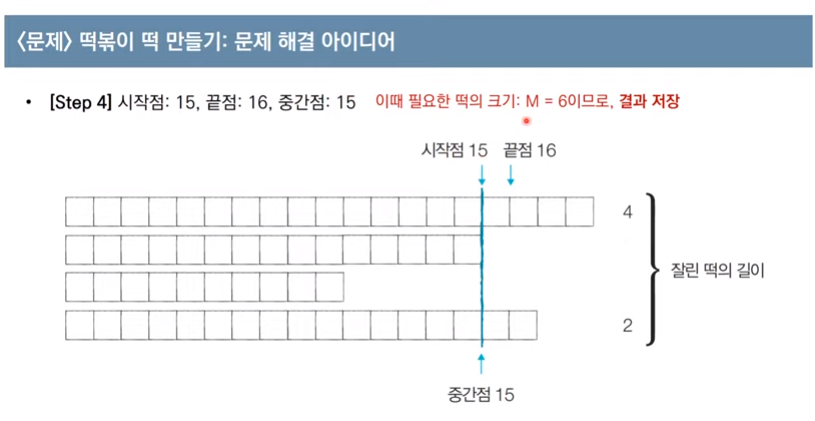 <문제> 떡볶이 떡 만들기: 문제 해결 아이디어
• [Step 4] 시작점: 15, 끝점: 16, 중간점: 15 이때 필요한 떡의 크기: M = 6이므로, 결과 저장
시작점 15 끝점 16
4
잘린 떡의 길이
2
중간점 15